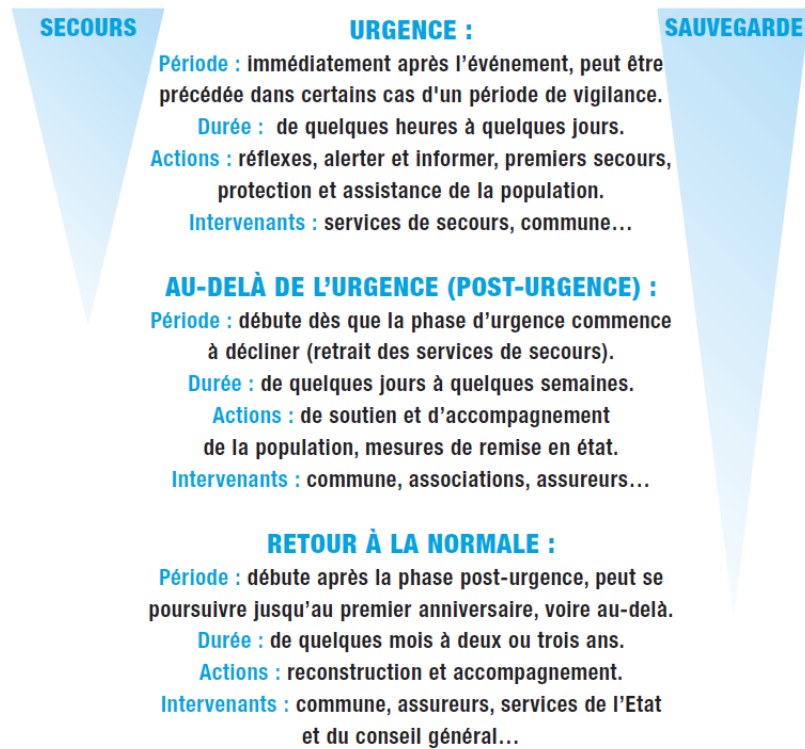 SECOURS
SAUVEGARDE
URGENCE :
Période : immédiatement après l’événement, peut être
précédée dans certains cas d'un période de vigilance.
Durée : de quelques heures à quelques jours.
Actions : réflexes, alerter et informer, premiers secours,
protection et assistance de la population.
Intervenants : services de secours, commune…
AU-DELÀ DE L’URGENCE (POST-URGENCE) :
Période : débute dès que la phase d’urgence commence
à décliner (retrait des services de secours).
Durée : de quelques jours à quelques semaines.
Actions : de soutien et d’accompagnement
de la population, mesures de remise en état.
Intervenants : commune, associations, assureurs…
RETOUR À LA NORMALE :
Période : débute après la phase post-urgence, peut se
poursuivre jusqu’au premier anniversaire, voire au-delà.
Durée : de quelques mois à deux ou trois ans.
Actions : reconstruction et accompagnement.
Intervenants : commune, assureurs, services de l’Etat
et du conseil général…